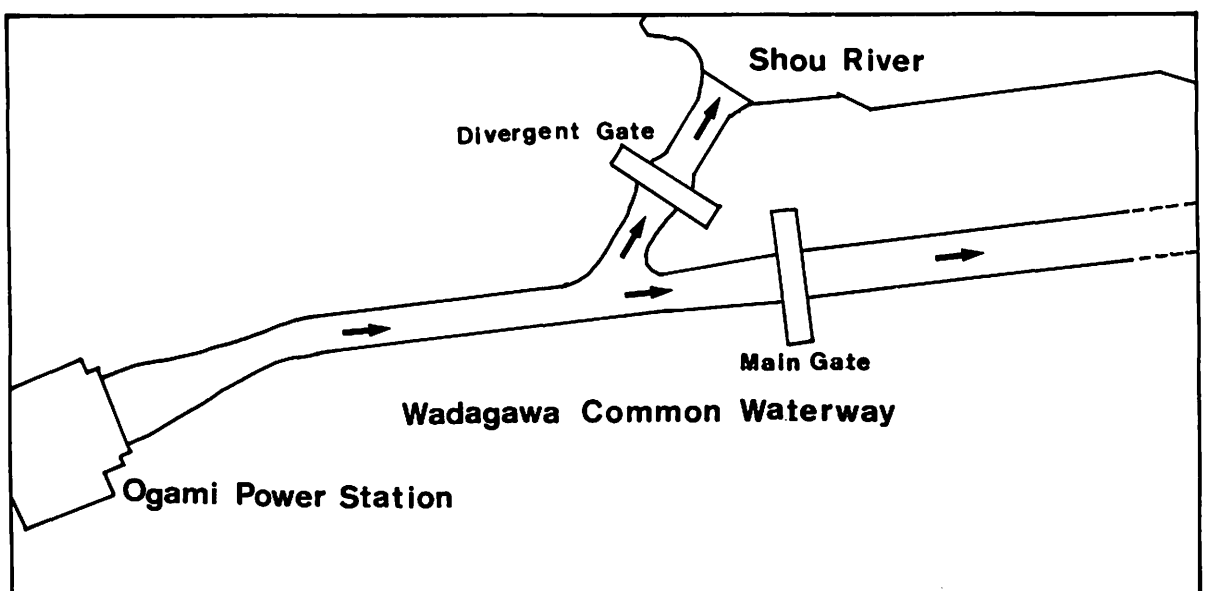 Shou River
Divergent Gate
Main Gate
Wadagawa Common Waterway
Ogami Power Station